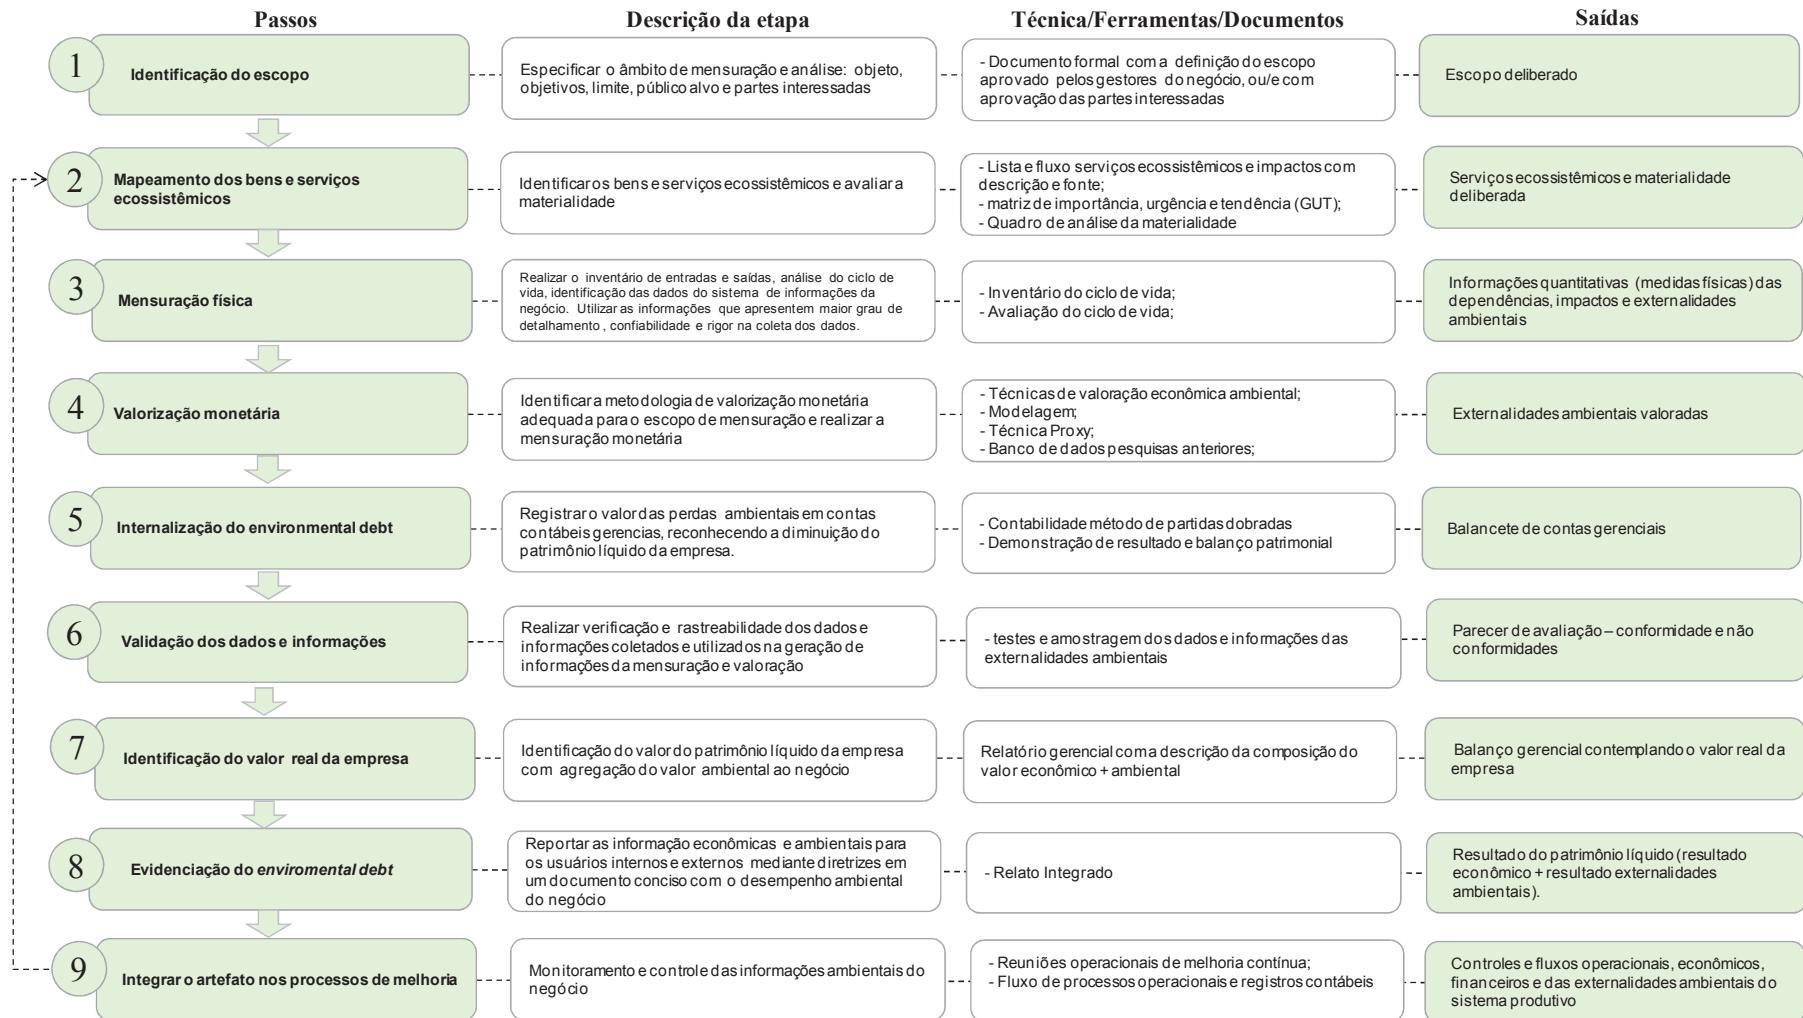 Passos
Descrição da etapa
Técnica/Ferramentas/Documentos
Saídas
1
Identificação do escopo
Especificar o âmbito de mensuração e análise: objeto,
objetivos, limite, público alvo e partes interessadas
- Documento formal com a definição do escopo
aprovado pelos gestores do negócio, ou/e com
aprovação das partes interessadas
Escopo deliberado
2
Mapeamento dos bens e serviços
ecossistêmicos
Identificar os bens e serviços ecossistêmicos e avaliar a
materialidade
- Lista e fluxo serviços ecossistêmicos e impactos com
descrição e fonte;
- matriz de importância, urgência e tendência (GUT);
- Quadro de análise da materialidade
Serviços ecossistêmicos e materialidade
deliberada
3
Mensuração física
Realizar o inventário de entradas e saídas, análise do ciclo de
vida, identificação das dados do sistema de informações da
negócio. Utilizar as informações que apresentem maior grau de
detalhamento , confiabilidade e rigor na coleta dos dados.
- Inventário do ciclo de vida;
- Avaliação do ciclo de vida;
Informações quantitativas (medidas físicas) das
dependências, impactos e externalidades
ambientais
4
Valorização monetária
Identificar a metodologia de valorização monetária
adequada para o escopo de mensuração e realizar a
mensuração monetária
- Técnicas de valoração econômica ambiental;
- Modelagem;
- Técnica Proxy;
- Banco de dados pesquisas anteriores;
Externalidades ambientais valoradas
5
Internalização do environmental debt
Registrar o valor das perdas ambientais em contas
contábeis gerencias, reconhecendo a diminuição do
patrimônio líquido da empresa.
- Contabilidade método de partidas dobradas
- Demonstração de resultado e balanço patrimonial
Balancete de contas gerenciais
6
Validação dos dados e informações
Realizar verificação e rastreabilidade dos dados e
informações coletados e utilizados na geração de
informações da mensuração e valoração
- testes e amostragem dos dados e informações das
externalidades ambientais
Parecer de avaliação – conformidade e não
conformidades
7
Identificação do valor real da empresa
Identificação do valor do patrimônio líquido da empresa
com agregação do valor ambiental ao negócio
Relatório gerencial com a descrição da composição do
valor econômico + ambiental
Balanço gerencial contemplando o valor real da
empresa
8
Evidenciação do enviromental debt
Reportar as informação econômicas e ambientais para
os usuários internos e externos mediante diretrizes em
um documento conciso com o desempenho ambiental
do negócio
- Relato Integrado
Resultado do patrimônio líquido (resultado
econômico + resultado externalidades
ambientais).
9
Integrar o artefato nos processos de melhoria
Monitoramento e controle das informações ambientais do
negócio
- Reuniões operacionais de melhoria contínua;
- Fluxo de processos operacionais e registros contábeis
Controles e fluxos operacionais, econômicos,
financeiros e das externalidades ambientais do
sistema produtivo